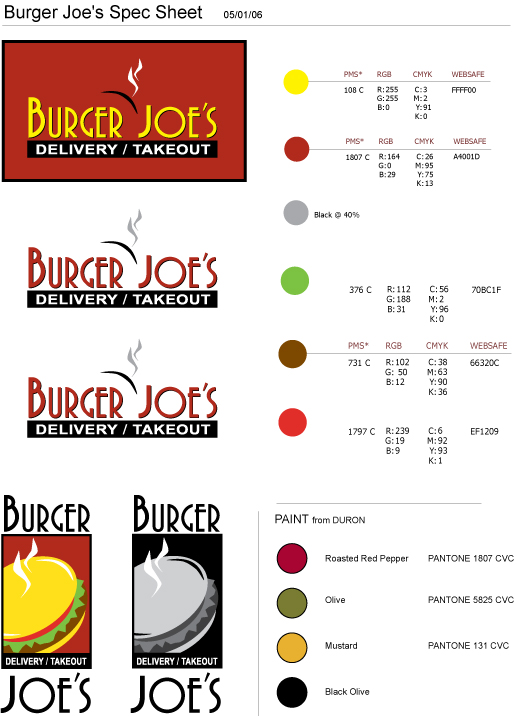 Burger Joe's Spec Sheet 05/01/06
BURGER JOE'S
DELIVERY / TAKEOUT
PMS* RGB CMYK WEBSAFE
108 C R:255 C:3 FFFF00
G:255 M:2
B:0 Y:91
K:0
PMS* RGB CMYK WEBSAFE
1807 C R:164 C:26 A4001D
G:0 M:95
B:29 Y:75
K:13
Black @ 40%
BURGER JOE'S
DELIVERY / TAKEOUT
376 C R:112 C:56 70BC1F
G:188 M:2
B:31 Y:96
K:0
BURGER JOE'S
DELIVERY / TAKEOUT
PMS* RGB CMYK WEBSAFE
731 C R:102 C:38 66320C
G: 50 M:63
B:12 Y:90
K:36
1797 C R:239 C:6 EF1209
G:19 M:92
B:9 Y:93
K:1
BURGER
DELIVERY / TAKEOUT
JOE'S
BURGER
DELIVERY / TAKEOUT
JOE'S
PAINT from DURON
Roasted Red Pepper PANTONE 1807 CVC
Olive PANTONE 5825 CVC
Mustard PANTONE 131 CVC
Black Olive